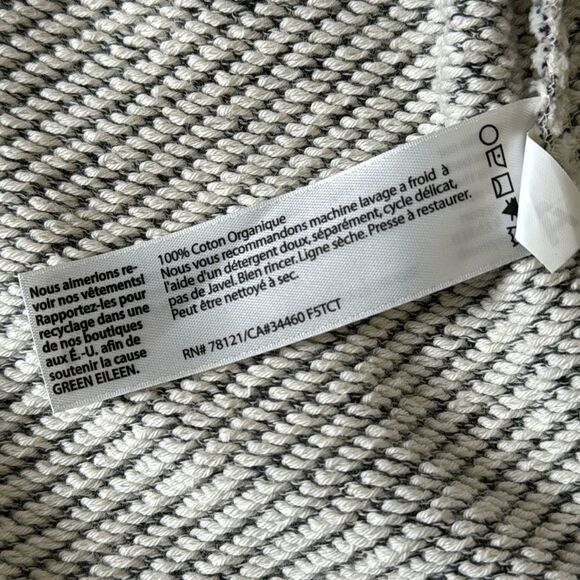 Nous aimerions re-
voir nos vêtements!
Rapportez-les pour
recyclage dans une
de nos boutiques
aux É.-U. afin de
soutenir la cause
GREEN EILEEN.
100% Coton Organique
Nous vous recommandons machine lavage a froid à
l'aide d'un détergent doux, séparément, cycle délicat,
pas de Javel. Bien rincer. Ligne sèche. Presse à restaurer.
Peut être nettoyé à sec.
RN# 78121/CA#34460 F5TCT